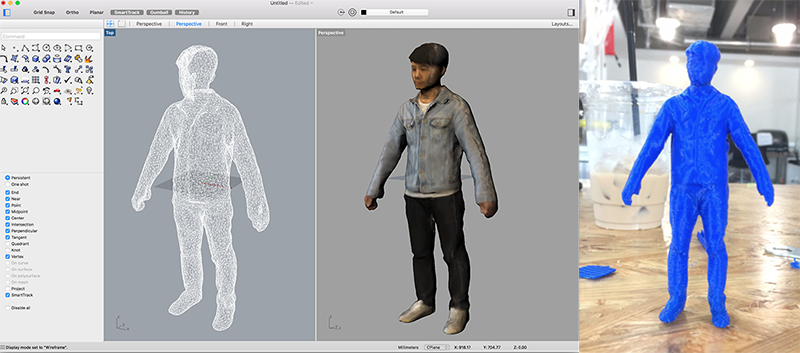 Untitled — Edited
Grid Snap Ortho Planar SmartTrack Gumball History
Default
Perspective Perspective Front Right Layouts...
Command
Top
Perspective
Persistent
One shot
End
Near
Point
Midpoint
Center
Intersection
Perpendicular
Tangent
Quadrant
Knot
Vertex
On curve
On surface
On polysurface
On mesh
Project
SmartTrack
Disable all
Display mode set to "Wireframe".
Millimeters CPlane X: 918.17 Y: 704.77 Z: 0.00